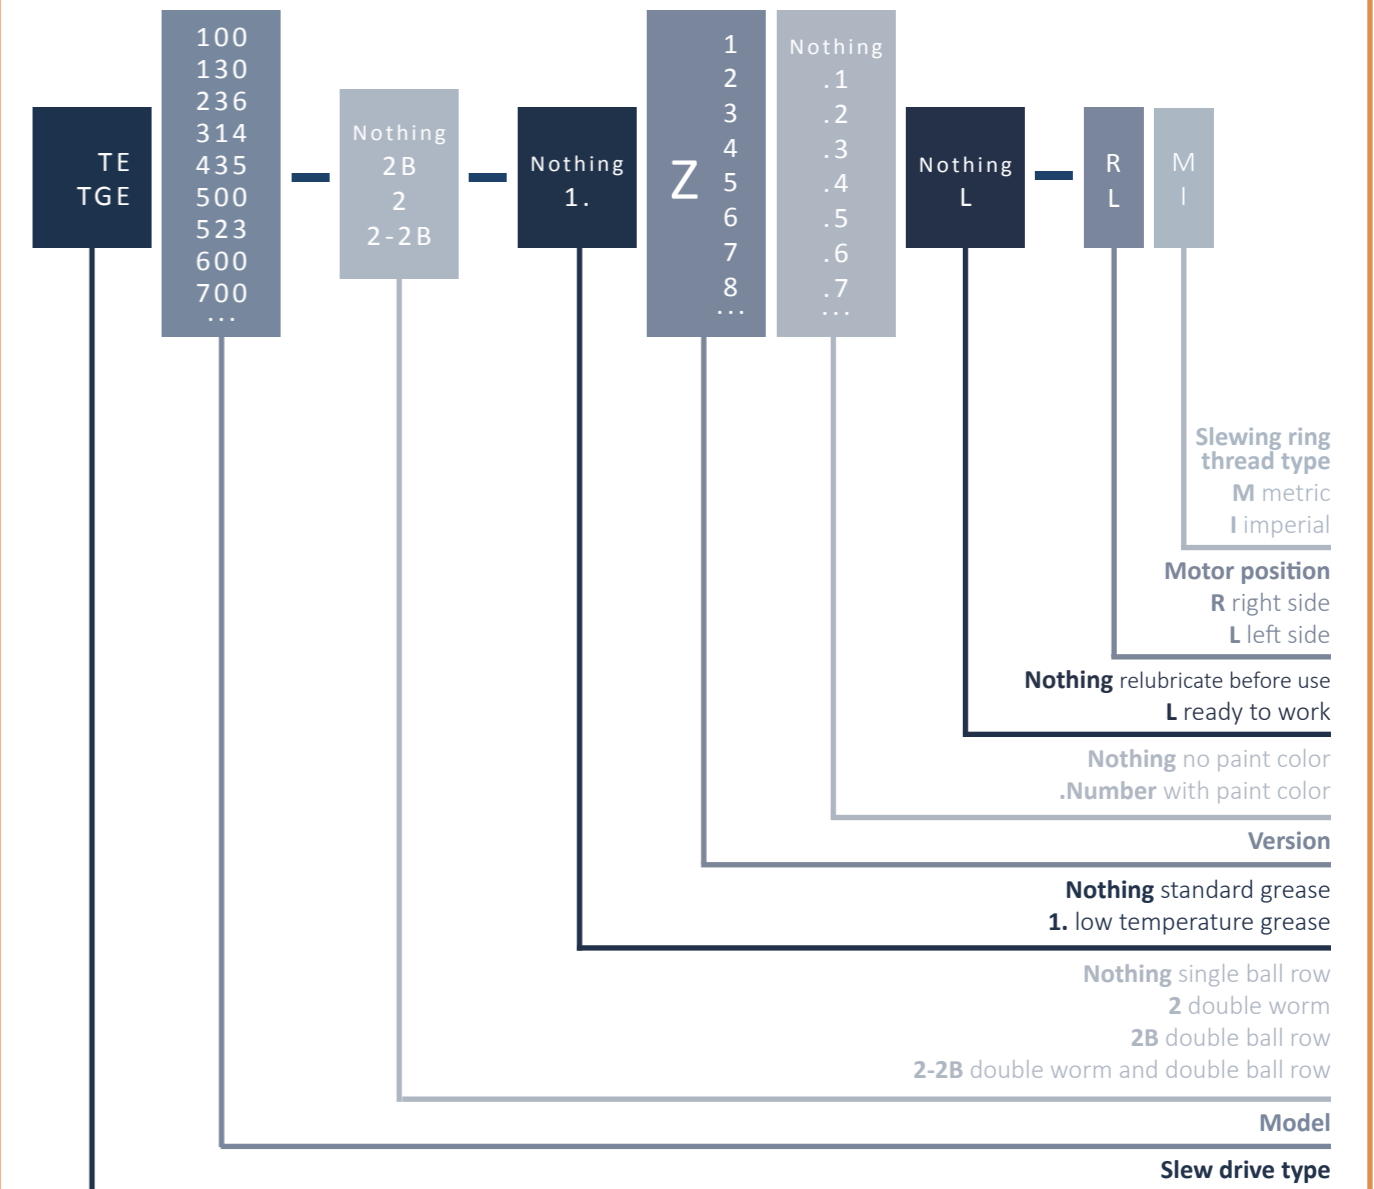 TE
TGE
100
130
236
314
435
500
523
600
700
...
Nothing
2B
2
2-2B
Nothing
1.
Z
1
2
3
4
5
6
7
8
...
Nothing
.1
.2
.3
.4
.5
.6
.7
...
Nothing
L
R
L
M
I
Slewing ring
thread type
M metric
I imperial
Motor position
R right side
L left side
Nothing relubricate before use
L ready to work
Nothing no paint color
.Number with paint color
Version
Nothing standard grease
1. low temperature grease
Nothing single ball row
2 double worm
2B double ball row
2-2B double worm and double ball row
Model
Slew drive type